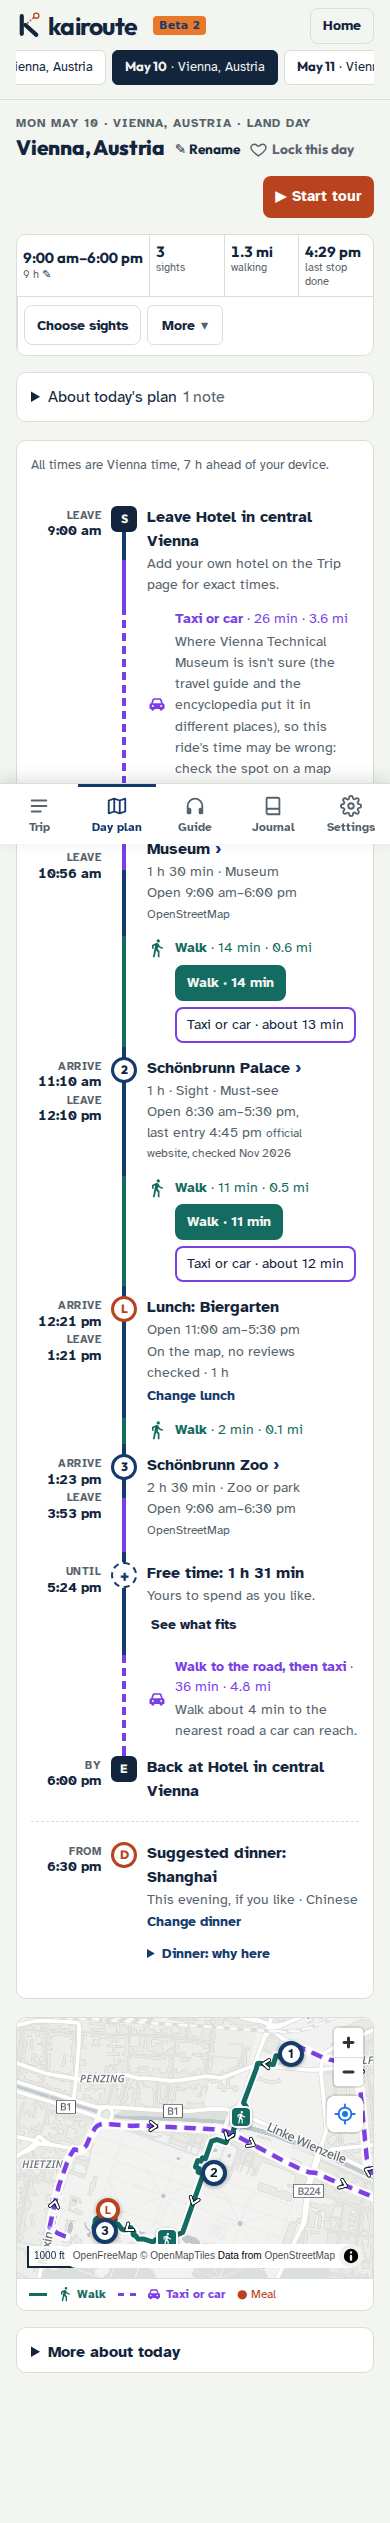 kairoute Beta 2 Home
ienna, Austria May 10 · Vienna, Austria May 11 · Vien
MON MAY 10 · VIENNA, AUSTRIA · LAND DAY
Vienna, Austria ✎ Rename Lock this day
▶ Start tour
9:00 am–6:00 pm 3 1.3 mi 4:29 pm
9 h ✎ sights walking last stop
done
Choose sights More ▾
▶ About today's plan 1 note
All times are Vienna time, 7 h ahead of your device.
LEAVE S Leave Hotel in central
9:00 am Vienna
Add your own hotel on the Trip
page for exact times.
Taxi or car · 26 min · 3.6 mi
Where Vienna Technical
Museum is isn't sure (the
travel guide and the
encyclopedia put it in
different places), so this
ride's time may be wrong:
check the spot on a map
Trip Day plan Guide Journal Settings
Museum ›
LEAVE
10:56 am 1 h 30 min · Museum
Open 9:00 am–6:00 pm
OpenStreetMap
Walk · 14 min · 0.6 mi
Walk · 14 min
Taxi or car · about 13 min
ARRIVE 2 Schönbrunn Palace ›
11:10 am
LEAVE 1 h · Sight · Must-see
12:10 pm Open 8:30 am–5:30 pm,
last entry 4:45 pm official
website, checked Nov 2026
Walk · 11 min · 0.5 mi
Walk · 11 min
Taxi or car · about 12 min
ARRIVE L Lunch: Biergarten
12:21 pm
LEAVE Open 11:00 am–5:30 pm
1:21 pm On the map, no reviews
checked · 1 h
Change lunch
Walk · 2 min · 0.1 mi
ARRIVE 3 Schönbrunn Zoo ›
1:23 pm
LEAVE 2 h 30 min · Zoo or park
3:53 pm Open 9:00 am–6:30 pm
OpenStreetMap
UNTIL + Free time: 1 h 31 min
5:24 pm Yours to spend as you like.
See what fits
Walk to the road, then taxi ·
36 min · 4.8 mi
Walk about 4 min to the
nearest road a car can reach.
BY E Back at Hotel in central
6:00 pm Vienna
FROM D Suggested dinner:
6:30 pm Shanghai
This evening, if you like · Chinese
Change dinner
▶ Dinner: why here
1 +
−
PENZING
B1 B1
Linke Wienzeile
HIETZIN 2 B224
L
3
1000 ft OpenFreeMap © OpenMapTiles Data from OpenStreetMap i
Walk Taxi or car Meal
▶ More about today